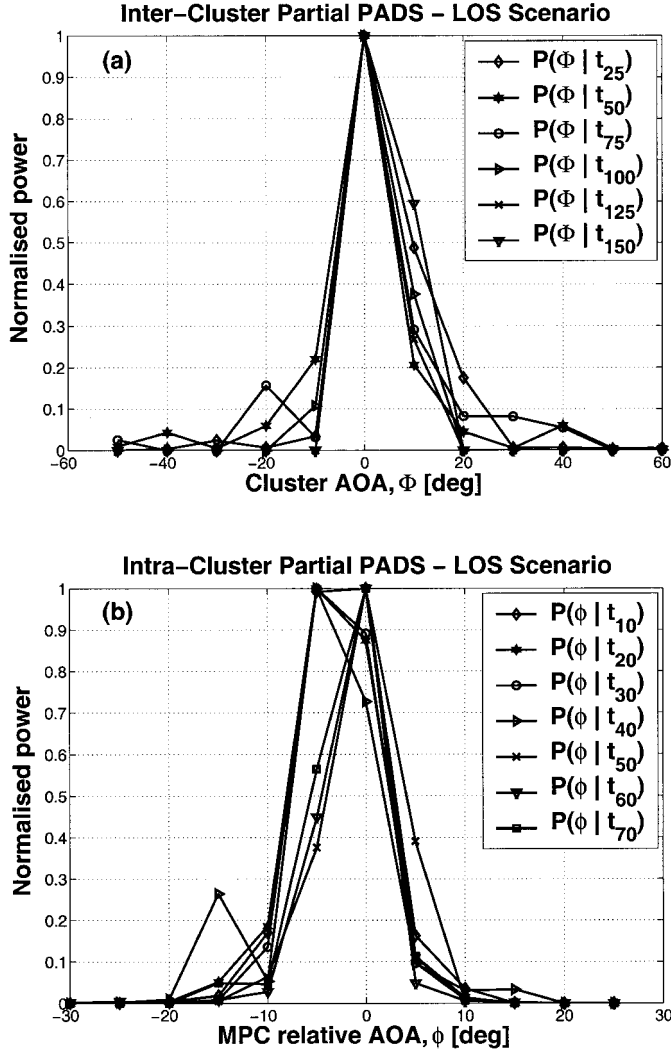 Inter−Cluster Partial PADS − LOS Scenario
(a)
P(Φ | t25)
P(Φ | t50)
P(Φ | t75)
P(Φ | t100)
P(Φ | t125)
P(Φ | t150)
Normalised power
1
0.9
0.8
0.7
0.6
0.5
0.4
0.3
0.2
0.1
0
−60 −40 −20 0 20 40 60
Cluster AOA, Φ [deg]
Intra−Cluster Partial PADS − LOS Scenario
(b)
P(ϕ | t10)
P(ϕ | t20)
P(ϕ | t30)
P(ϕ | t40)
P(ϕ | t50)
P(ϕ | t60)
P(ϕ | t70)
Normalised power
1
0.9
0.8
0.7
0.6
0.5
0.4
0.3
0.2
0.1
0
−30 −20 −10 0 10 20 30
MPC relative AOA, ϕ [deg]